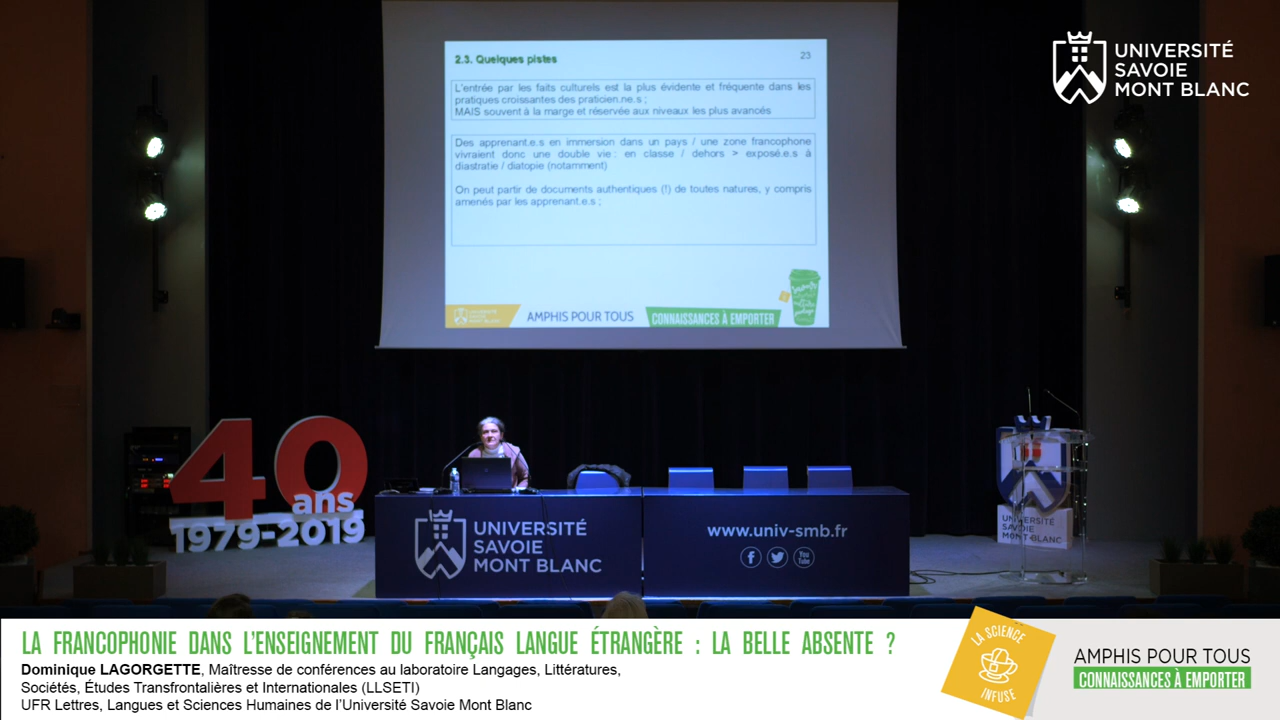 2.3. Quelques pistes
23
L'entrée par les faits culturels est la plus évidente et fréquente dans les
pratiques croissantes des praticien.ne.s ;
MAIS souvent à la marge et réservée aux niveaux les plus avancés
Des apprenant.e.s en immersion dans un pays / une zone francophone
vivraient donc une double vie : en classe / dehors > exposé.e.s à
diastratie / diatopie (notamment)
On peut partir de documents authentiques (!) de toutes natures, y compris
amenés par les apprenant.e.s ;
UNIVERSITÉ
SAVOIE
MONT BLANC
AMPHIS POUR TOUS
CONNAISSANCES À EMPORTER
UNIVERSITÉ
SAVOIE
MONT BLANC
40
ans
1979-2019
UNIVERSITÉ
SAVOIE
MONT BLANC
www.univ-smb.fr
You
Tube
UNIVERSITÉ
SAVOIE
MONT-BLANC
LA FRANCOPHONIE DANS L'ENSEIGNEMENT DU FRANÇAIS LANGUE ÉTRANGÈRE : LA BELLE ABSENTE ?
Dominique LAGORGETTE, Maîtresse de conférences au laboratoire Langages, Littératures,
Sociétés, Études Transfrontalières et Internationales (LLSETI)
UFR Lettres, Langues et Sciences Humaines de l'Université Savoie Mont Blanc
LA SCIENCE
INFUSE
AMPHIS POUR TOUS
CONNAISSANCES À EMPORTER